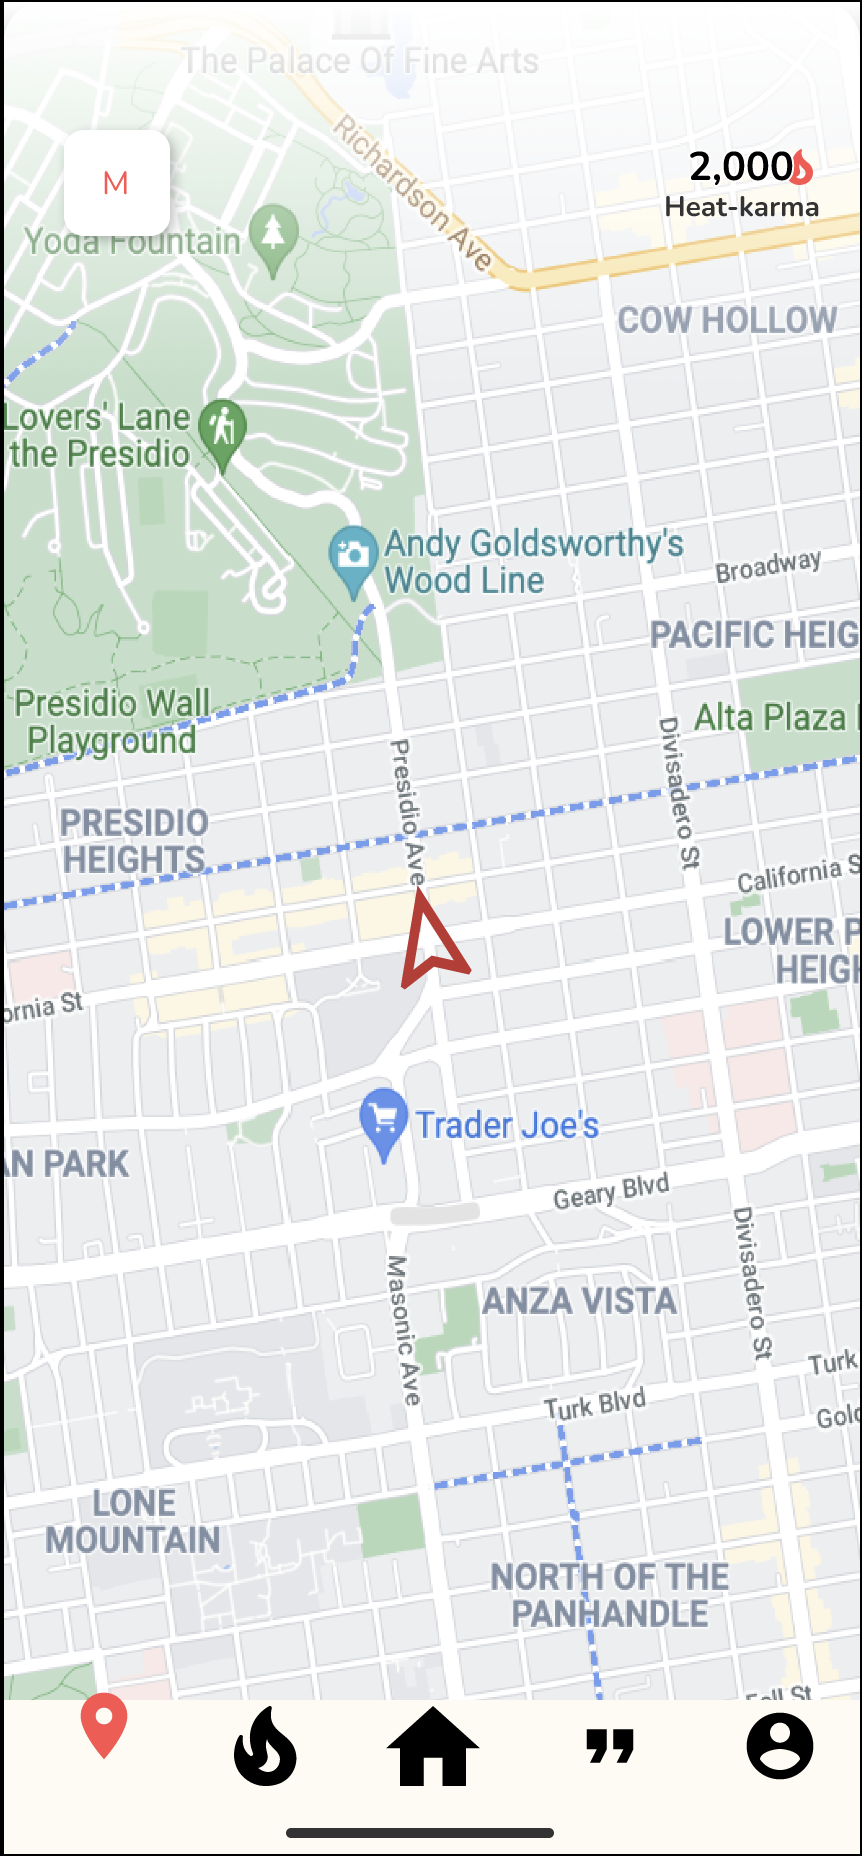 The Palace Of Fine Arts
Richardson Ave
M
2,000
Heat-karma
Yoda Fountain
COW HOLLOW
Lovers' Lane
the Presidio
Andy Goldsworthy's
Wood Line
Broadway
PACIFIC HEIG
Presidio Wall
Playground
Alta Plaza
Presidio Ave
Divisadero St
PRESIDIO
HEIGHTS
California S
LOWER P
HEIGH
ornia St
Trader Joe's
AN PARK
Geary Blvd
Masonic Ave
Divisadero St
ANZA VISTA
Turk
Turk Blvd
Gold
LONE
MOUNTAIN
NORTH OF THE
PANHANDLE
Fell St